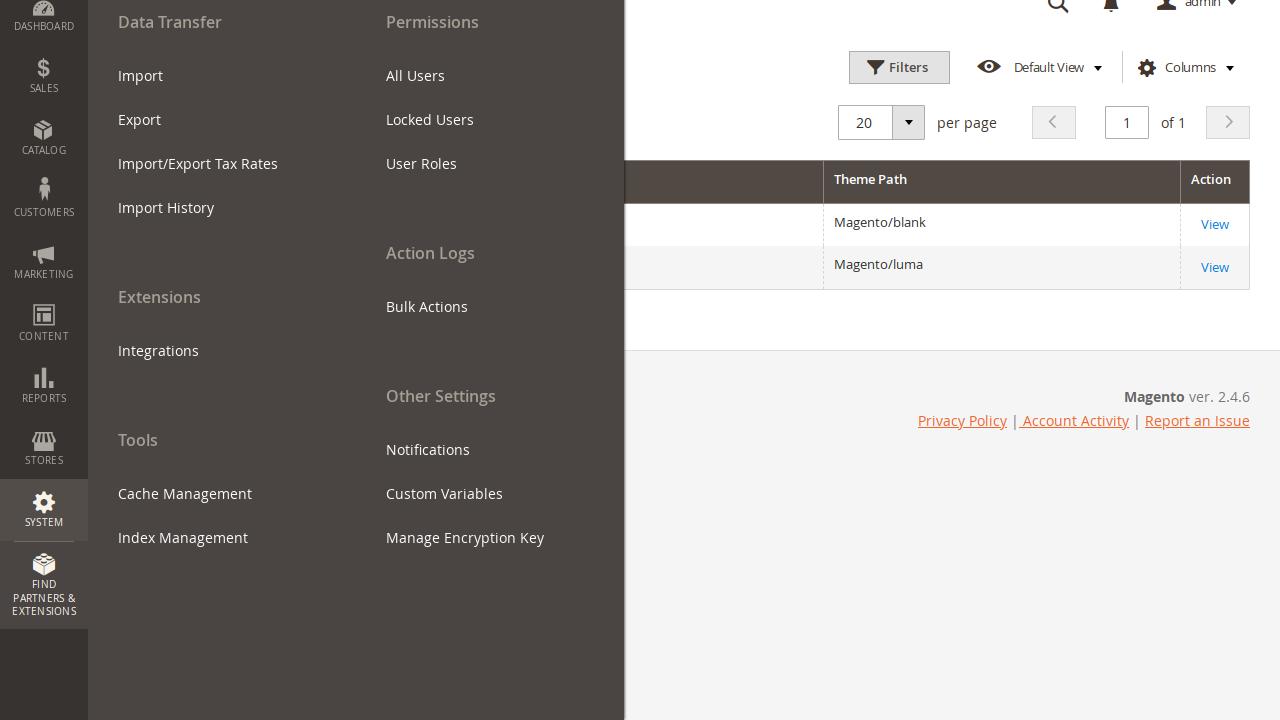 DASHBOARD
SALES
CATALOG
CUSTOMERS
MARKETING
CONTENT
REPORTS
STORES
SYSTEM
FIND
PARTNERS &
EXTENSIONS
Data Transfer
Import
Export
Import/Export Tax Rates
Import History
Extensions
Integrations
Tools
Cache Management
Index Management
Permissions
All Users
Locked Users
User Roles
Action Logs
Bulk Actions
Other Settings
Notifications
Custom Variables
Manage Encryption Key
admin
Filters
Default View
Columns
20
per page
1
of 1
Theme Path
Action
Magento/blank
View
Magento/luma
View
Magento ver. 2.4.6
Privacy Policy | Account Activity | Report an Issue